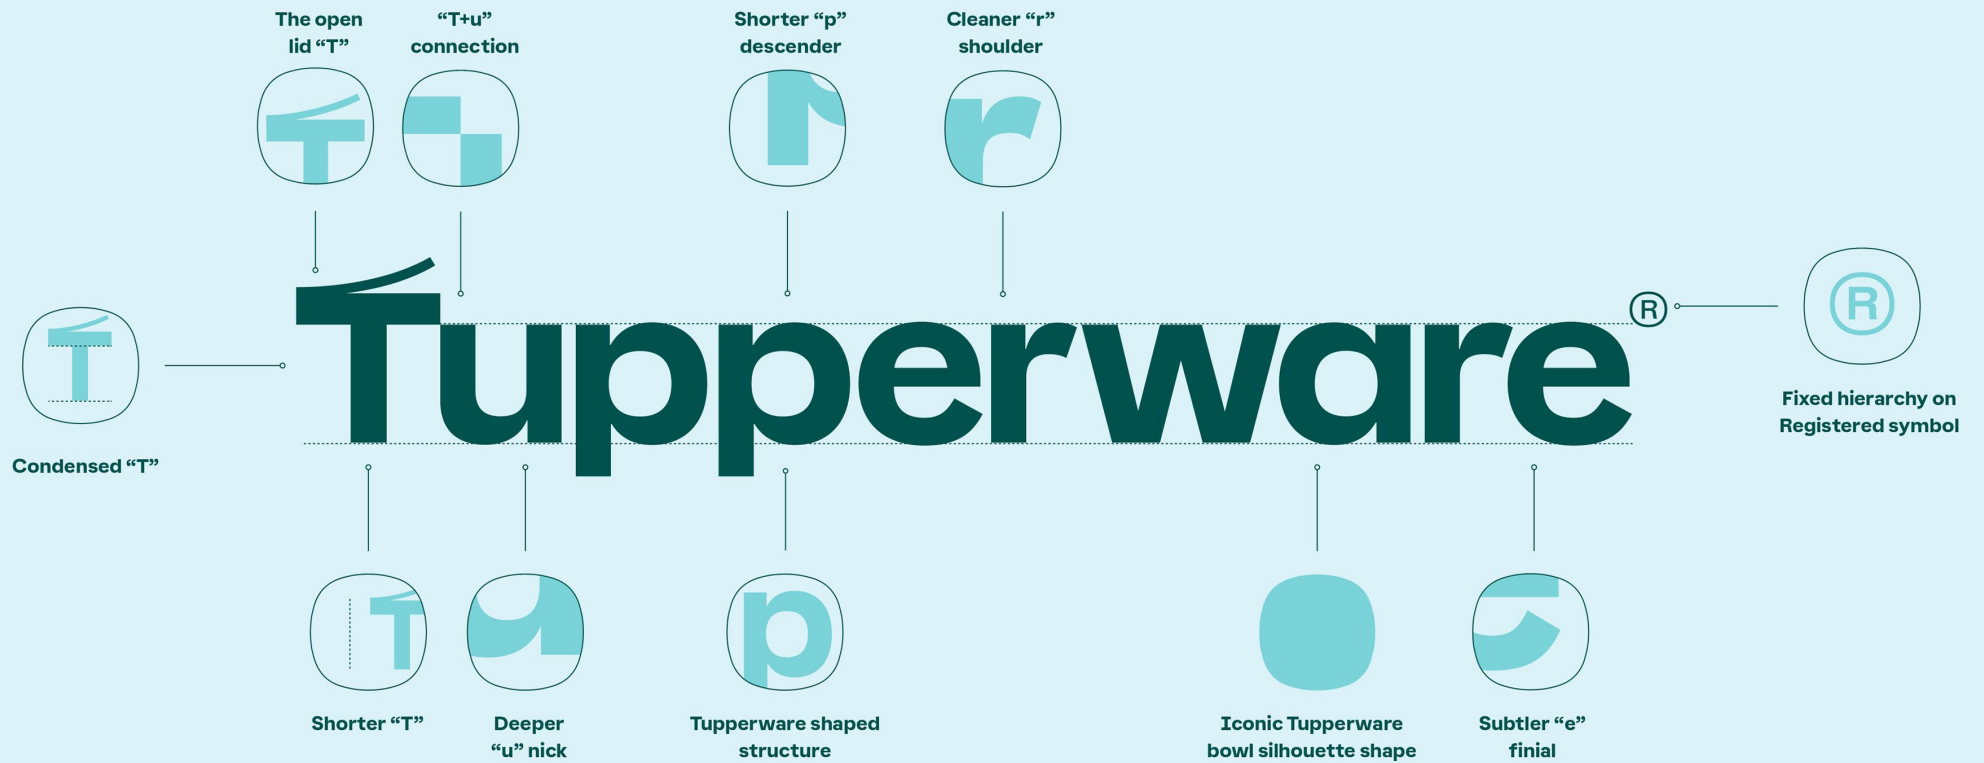 The open
lid “T”
“T+u”
connection
Shorter “p”
descender
Cleaner “r”
shoulder
Tupperware®
Condensed “T”
Fixed hierarchy on
Registered symbol
Shorter “T”
Deeper
“u” nick
Tupperware shaped
structure
Iconic Tupperware
bowl silhouette shape
Subtler “e”
finial